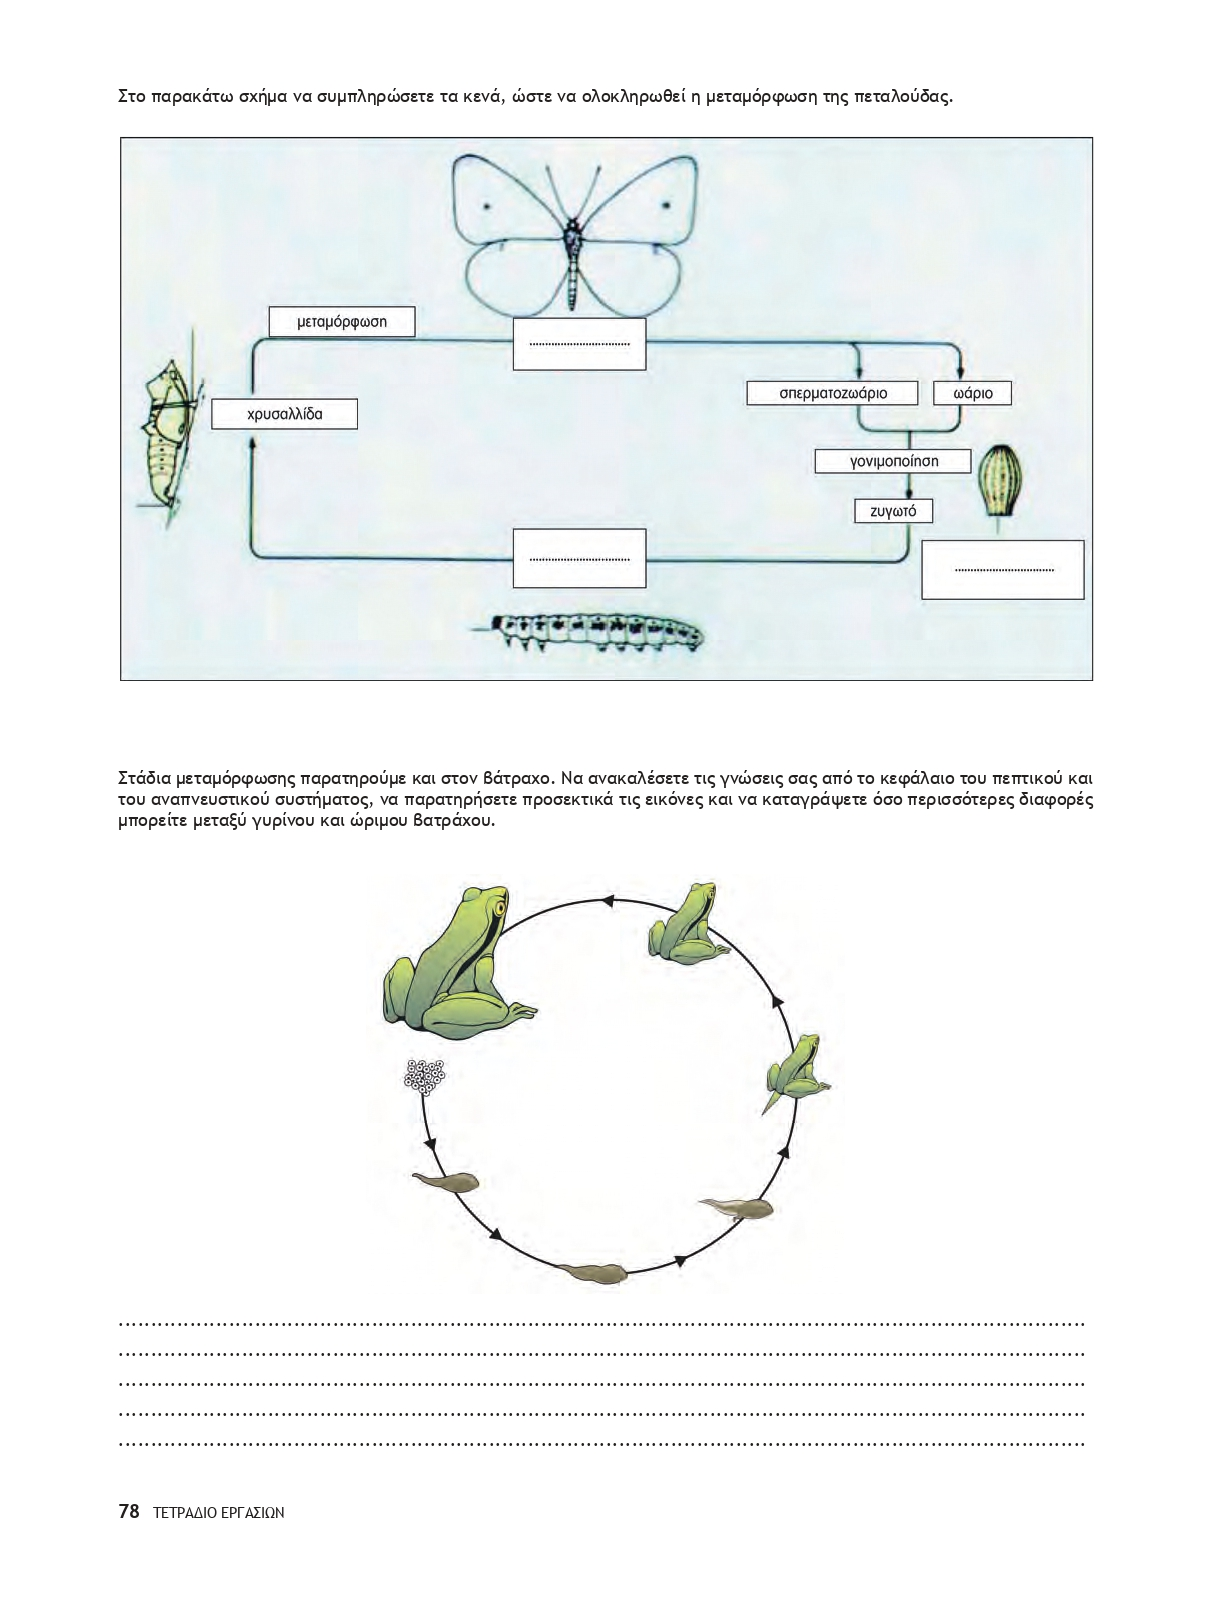 Στο παρακάτω σχήμα να συμπληρώσετε τα κενά, ώστε να ολοκληρωθεί η μεταμόρφωση της πεταλούδας.
μεταμόρφωση
................................
σπερματοζωάριο
ωάριο
χρυσαλλίδα
γονιμοποίηση
ζυγωτό
................................
................................
Στάδια μεταμόρφωσης παρατηρούμε και στον βάτραχο. Να ανακαλέσετε τις γνώσεις σας από το κεφάλαιο του πεπτικού και
του αναπνευστικού συστήματος, να παρατηρήσετε προσεκτικά τις εικόνες και να καταγράψετε όσο περισσότερες διαφορές
μπορείτε μεταξύ γυρίνου και ώριμου βατράχου.
78 ΤΕΤΡΑΔΙΟ ΕΡΓΑΣΙΩΝ